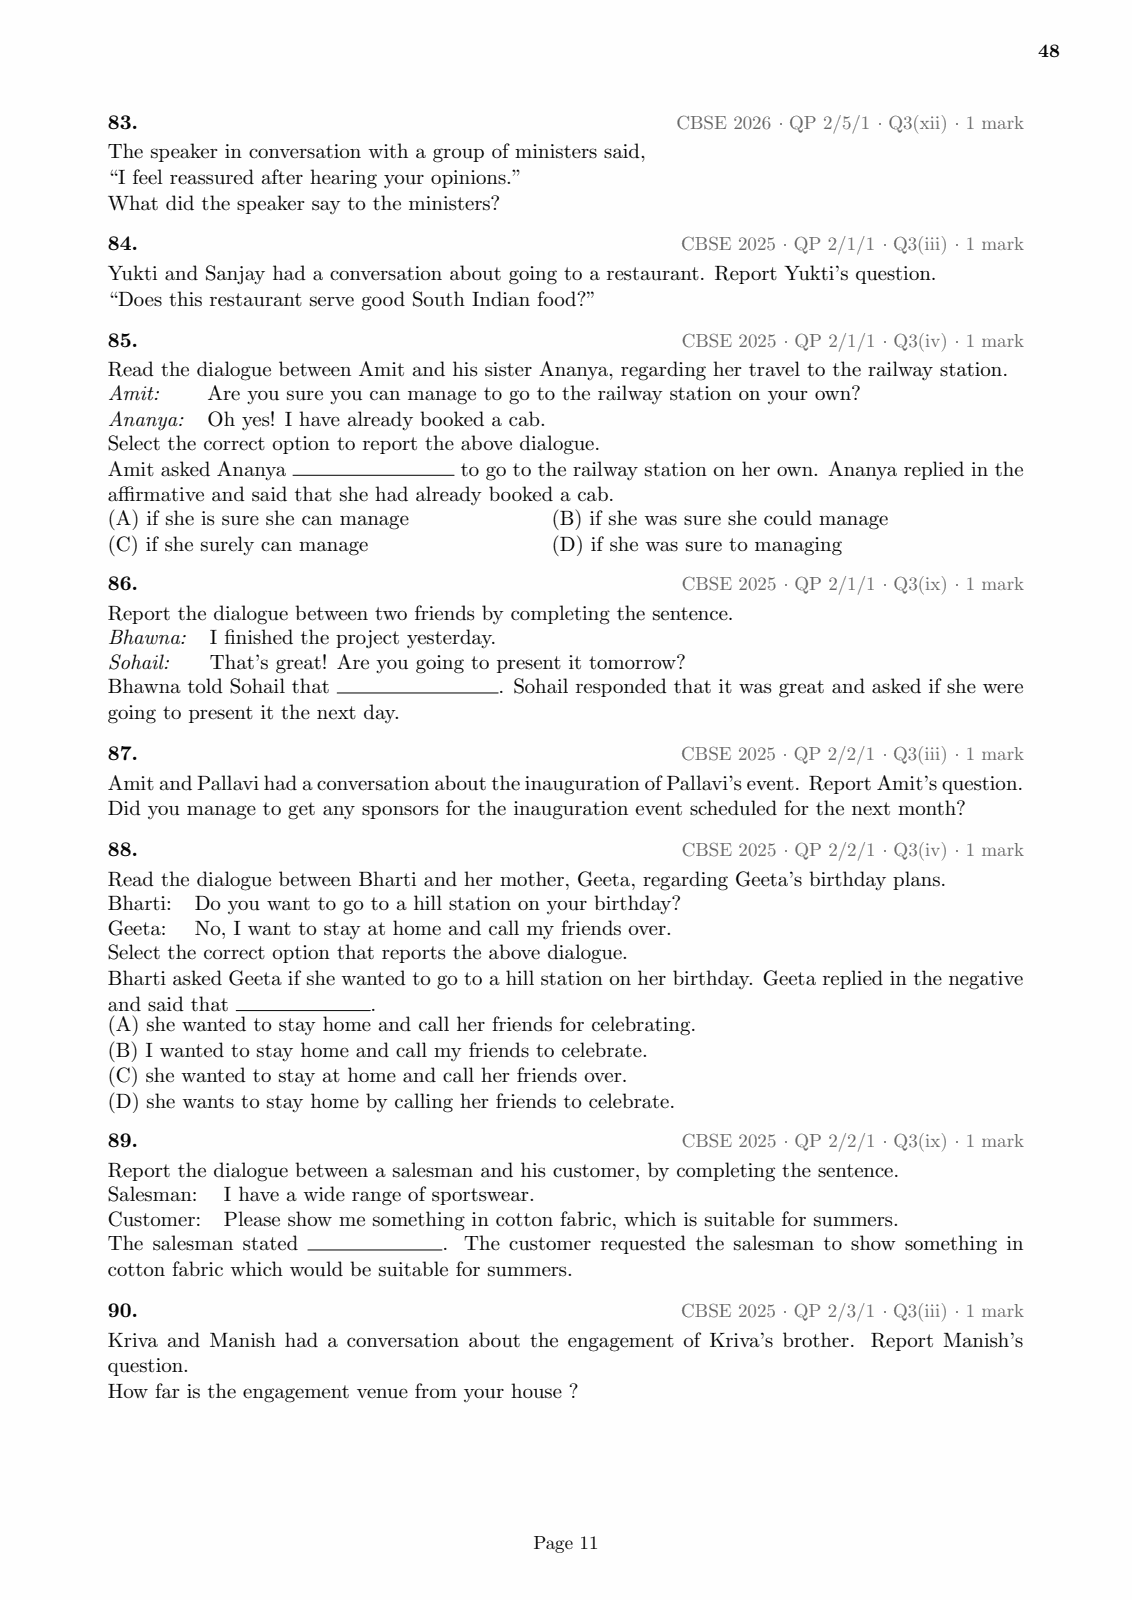 48
83. CBSE 2026 · QP 2/5/1 · Q3(xii) · 1 mark
The speaker in conversation with a group of ministers said,
“I feel reassured after hearing your opinions.”
What did the speaker say to the ministers?
84. CBSE 2025 · QP 2/1/1 · Q3(iii) · 1 mark
Yukti and Sanjay had a conversation about going to a restaurant. Report Yukti’s question.
“Does this restaurant serve good South Indian food?”
85. CBSE 2025 · QP 2/1/1 · Q3(iv) · 1 mark
Read the dialogue between Amit and his sister Ananya, regarding her travel to the railway station.
Amit: Are you sure you can manage to go to the railway station on your own?
Ananya: Oh yes! I have already booked a cab.
Select the correct option to report the above dialogue.
Amit asked Ananya ______________ to go to the railway station on her own. Ananya replied in the
affirmative and said that she had already booked a cab.
(A) if she is sure she can manage (B) if she was sure she could manage
(C) if she surely can manage (D) if she was sure to managing
86. CBSE 2025 · QP 2/1/1 · Q3(ix) · 1 mark
Report the dialogue between two friends by completing the sentence.
Bhawna: I finished the project yesterday.
Sohail: That’s great! Are you going to present it tomorrow?
Bhawna told Sohail that ______________. Sohail responded that it was great and asked if she were
going to present it the next day.
87. CBSE 2025 · QP 2/2/1 · Q3(iii) · 1 mark
Amit and Pallavi had a conversation about the inauguration of Pallavi’s event. Report Amit’s question.
Did you manage to get any sponsors for the inauguration event scheduled for the next month?
88. CBSE 2025 · QP 2/2/1 · Q3(iv) · 1 mark
Read the dialogue between Bharti and her mother, Geeta, regarding Geeta’s birthday plans.
Bharti: Do you want to go to a hill station on your birthday?
Geeta: No, I want to stay at home and call my friends over.
Select the correct option that reports the above dialogue.
Bharti asked Geeta if she wanted to go to a hill station on her birthday. Geeta replied in the negative
and said that ____________.
(A) she wanted to stay home and call her friends for celebrating.
(B) I wanted to stay home and call my friends to celebrate.
(C) she wanted to stay at home and call her friends over.
(D) she wants to stay home by calling her friends to celebrate.
89. CBSE 2025 · QP 2/2/1 · Q3(ix) · 1 mark
Report the dialogue between a salesman and his customer, by completing the sentence.
Salesman: I have a wide range of sportswear.
Customer: Please show me something in cotton fabric, which is suitable for summers.
The salesman stated ____________. The customer requested the salesman to show something in
cotton fabric which would be suitable for summers.
90. CBSE 2025 · QP 2/3/1 · Q3(iii) · 1 mark
Kriva and Manish had a conversation about the engagement of Kriva’s brother. Report Manish’s
question.
How far is the engagement venue from your house ?
Page 11